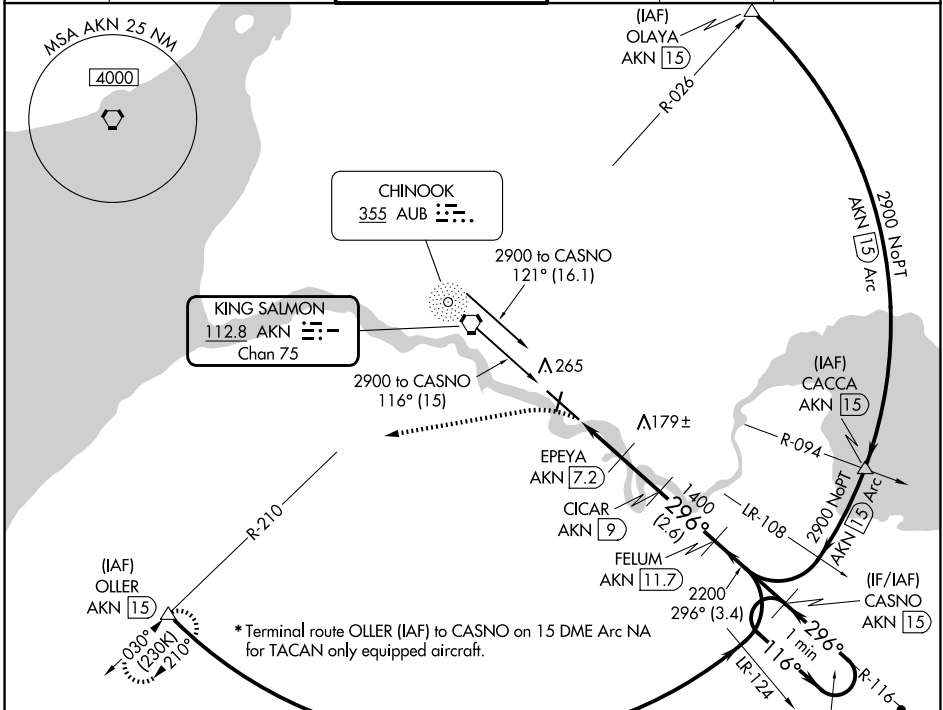 MSA AKN 25 NM
4000
(IAF)
OLAYA
AKN 15
R-026
2900 NoPT
AKN 15 Arc
CHINOOK
355 AUB
2900 to CASNO
121° (16.1)
KING SALMON
112.8 AKN
Chan 75
2900 to CASNO
116° (15)
265
179±
(IAF)
CACCA
AKN 15
R-094
EPEYA
AKN 7.2
CICAR
AKN 9
1400
296°
(2.6)
LR-108
2900 NoPT
AKN 15 Arc
R-210
FELUM
AKN 11.7
2200
296° (3.4)
(IF/IAF)
CASNO
AKN 15
(IAF)
OLLER
AKN 15
030°
(230K)
210°
* Terminal route OLLER (IAF) to CASNO on 15 DME Arc NA
for TACAN only equipped aircraft.
296°
1 min
116°
R-116
LR-124